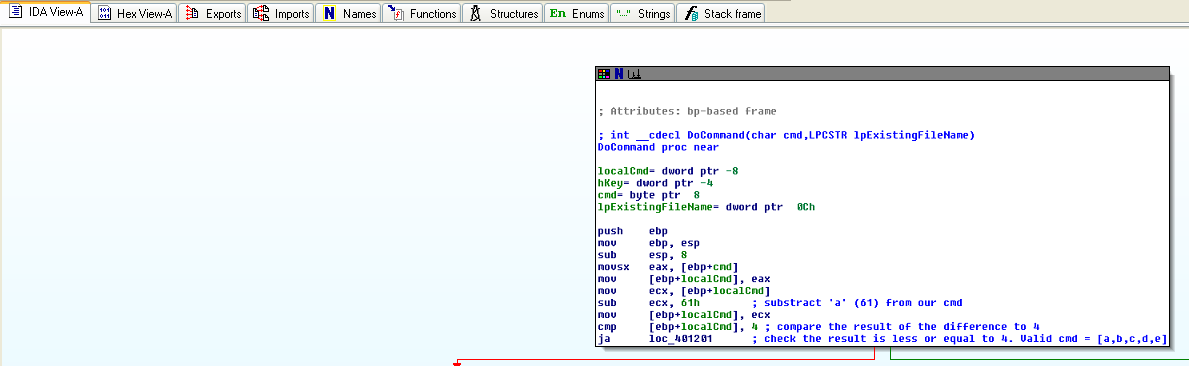 IDA View-A Hex View-A Exports Imports N Names Functions Structures En Enums "..." Strings Stack frame
N
; Attributes: bp-based frame
; int __cdecl DoCommand(char cmd,LPCSTR lpExistingFileName)
DoCommand proc near
localCmd= dword ptr -8
hKey= dword ptr -4
cmd= byte ptr  8
lpExistingFileName= dword ptr  0Ch
push    ebp
mov     ebp, esp
sub     esp, 8
movsx   eax, [ebp+cmd]
mov     [ebp+localCmd], eax
mov     ecx, [ebp+localCmd]
sub     ecx, 61h        ; substract 'a' (61) from our cmd
mov     [ebp+localCmd], ecx
cmp     [ebp+localCmd], 4 ; compare the result of the difference to 4
ja      loc_401201      ; check the result is less or equal to 4. Valid cmd = [a,b,c,d,e]